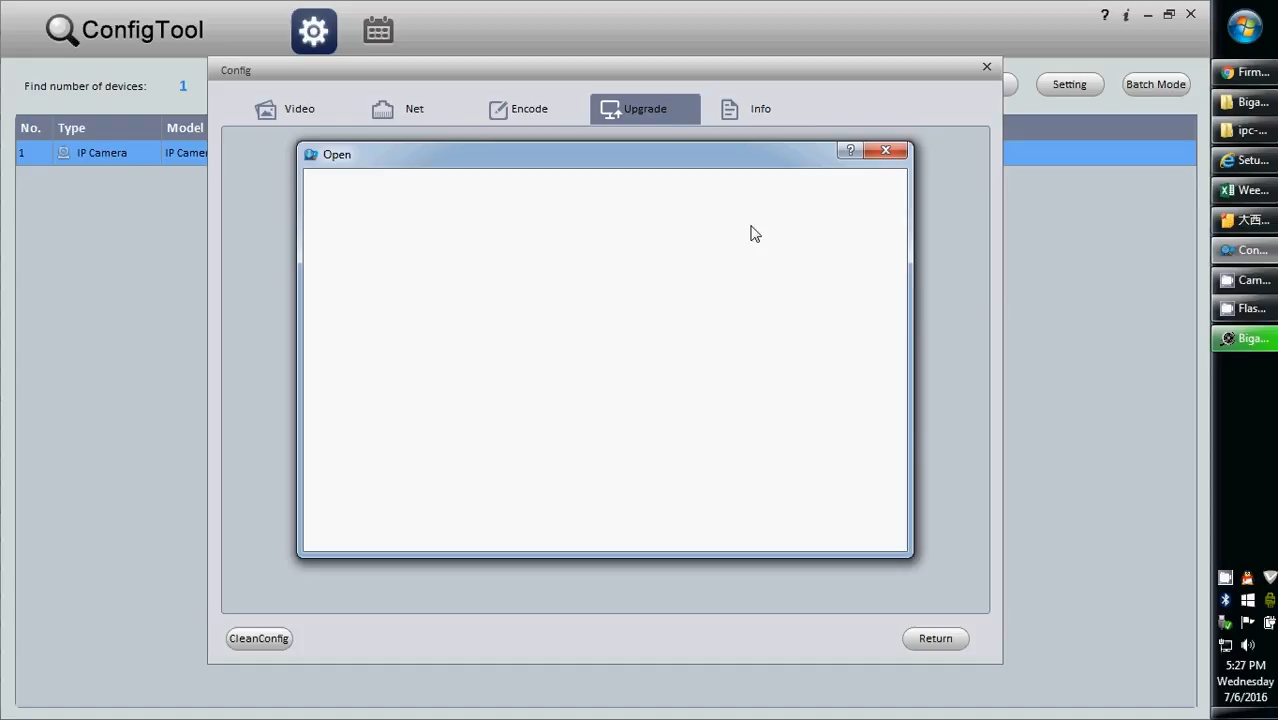 ConfigTool
Find number of devices: 1
Setting
Batch Mode
No. Type Model
1 IP Camera IP Came
Config
Video
Net
Encode
Upgrade
Info
Open
CleanConfig
Return
Firm...
Biga...
ipc-...
Setu...
Wee...
大西...
Con...
Cam...
Flas...
Biga...
5:27 PM
Wednesday
7/6/2016